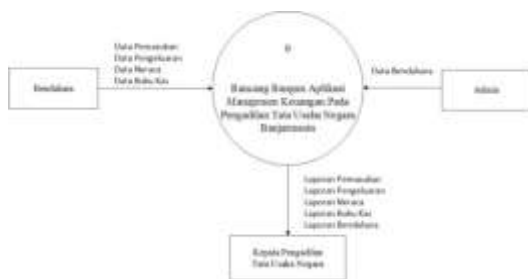 Data Pemasukan
Data Pengeluaran
Data Neraca
Data Buku Kas
Bendahara
0
Rancang Bangun Aplikasi
Manajemen Keuangan Pada
Pengadilan Tata Usaha Negara
Banjarmasin
Data Bendahara
Admin
Laporan Pemasukan
Laporan Pengeluaran
Laporan Neraca
Laporan Buku Kas
Laporan Bendahara
Kepala Pengadilan
Tata Usaha Negara